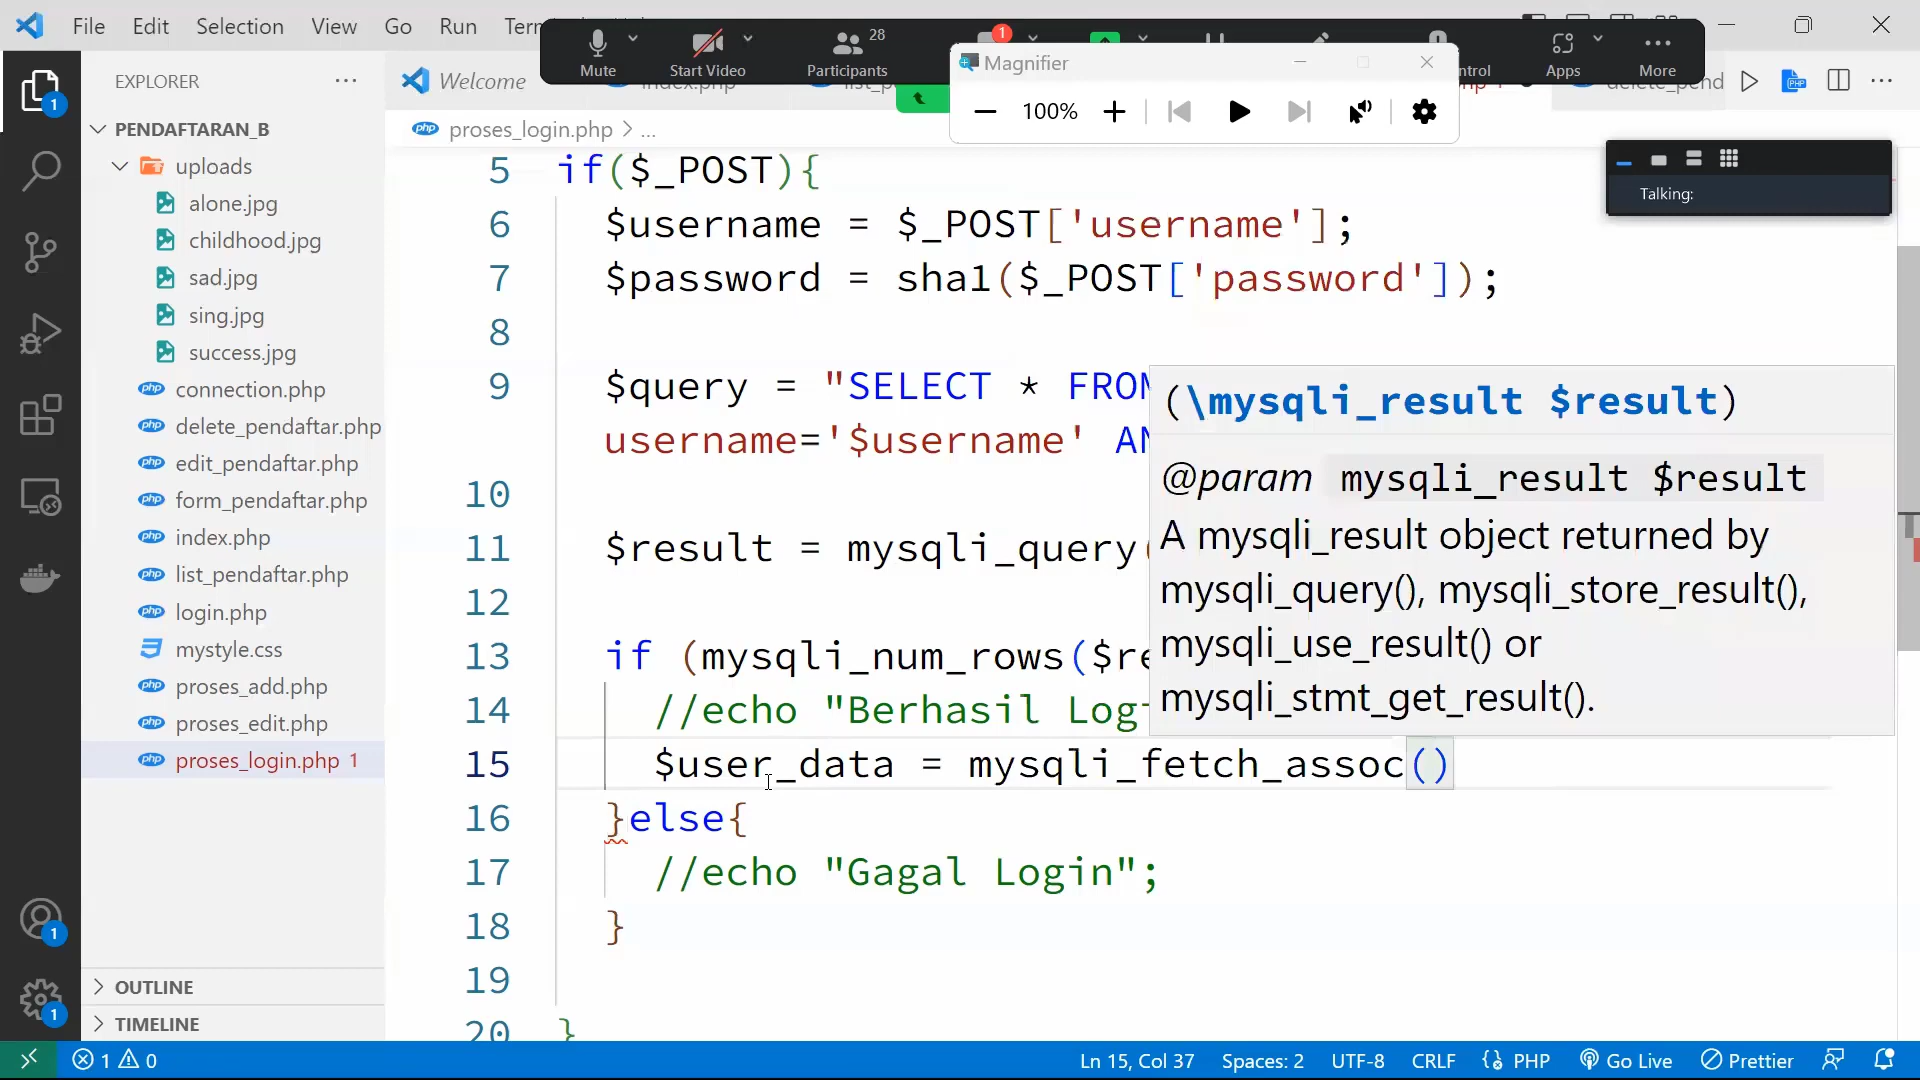 File Edit Selection View Go Run
Mute
Start Video
28
Participants
1
Apps
More
Magnifier
100%
Talking:
EXPLORER
Welcome
PENDAFTARAN_B
uploads
alone.jpg
childhood.jpg
sad.jpg
sing.jpg
success.jpg
connection.php
delete_pendaftar.php
edit_pendaftar.php
form_pendaftar.php
index.php
list_pendaftar.php
login.php
mystyle.css
proses_add.php
proses_edit.php
proses_login.php 1
OUTLINE
TIMELINE
proses_login.php > ...
5 if($_POST){
6 $username = $_POST['username'];
7 $password = sha1($_POST['password']);
8
9 $query = "SELECT * FROM
username='$username'
10
11 $result = mysqli_query(
12
13 if (mysqli_num_rows($re
14 //echo "Berhasil Logi
15 $user_data = mysqli_fetch_assoc()
16 }else{
17 //echo "Gagal Login";
18 }
19
20 }
(\mysqli_result $result)
@param mysqli_result $result
A mysqli_result object returned by
mysqli_query(), mysqli_store_result(),
mysqli_use_result() or
mysqli_stmt_get_result().
1 0
Ln 15, Col 37 Spaces: 2 UTF-8 CRLF PHP Go Live Prettier